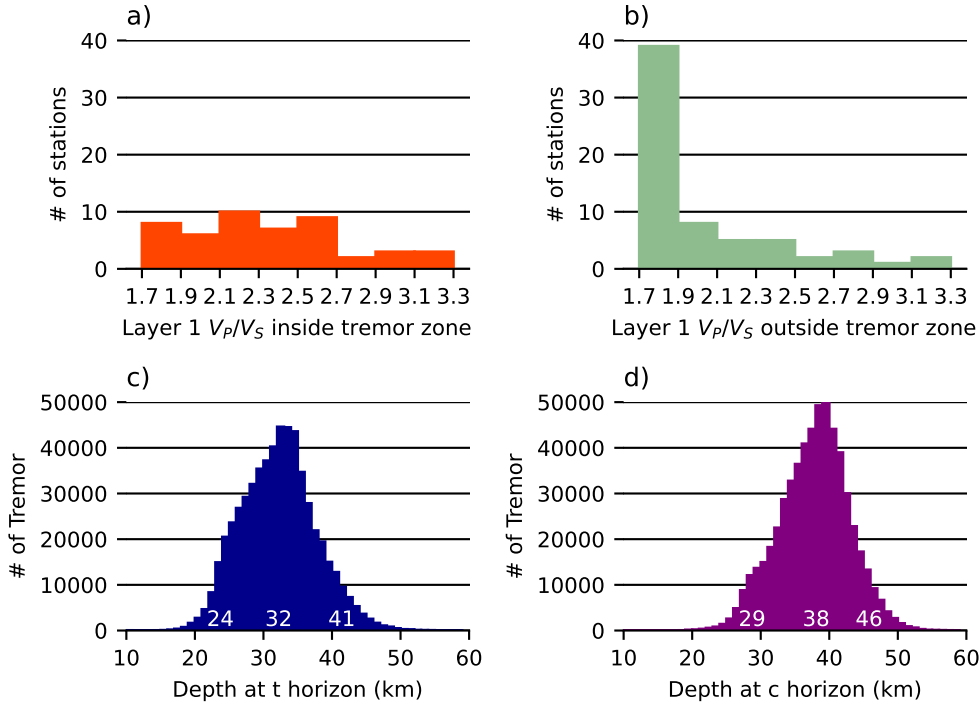 a)
40
30
20
10
0
# of stations
1.7 1.9 2.1 2.3 2.5 2.7 2.9 3.1 3.3
Layer 1 V_P/V_S inside tremor zone
b)
40
30
20
10
0
# of stations
1.7 1.9 2.1 2.3 2.5 2.7 2.9 3.1 3.3
Layer 1 V_P/V_S outside tremor zone
c)
50000
40000
30000
20000
10000
0
# of Tremor
24 32 41
10 20 30 40 50 60
Depth at t horizon (km)
d)
50000
40000
30000
20000
10000
0
# of Tremor
29 38 46
10 20 30 40 50 60
Depth at c horizon (km)